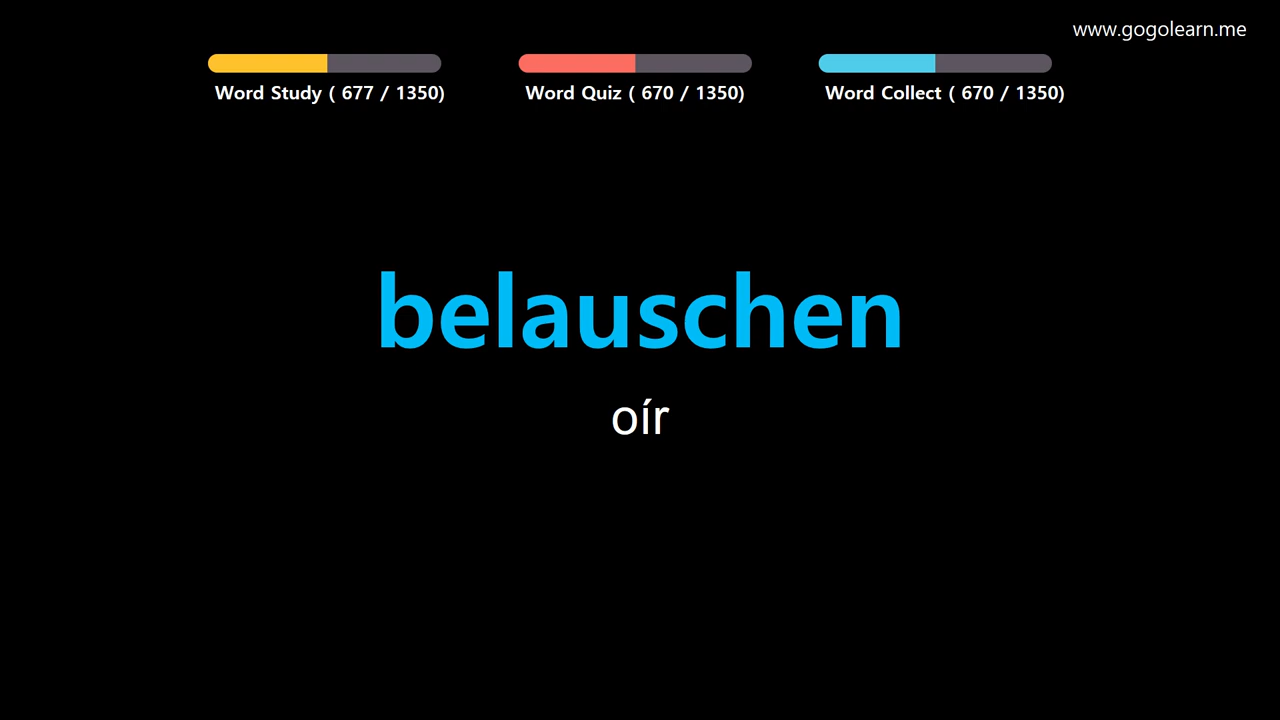 www.gogolearn.me
Word Study ( 677 / 1350)
Word Quiz ( 670 / 1350)
Word Collect ( 670 / 1350)
belauschen
oír